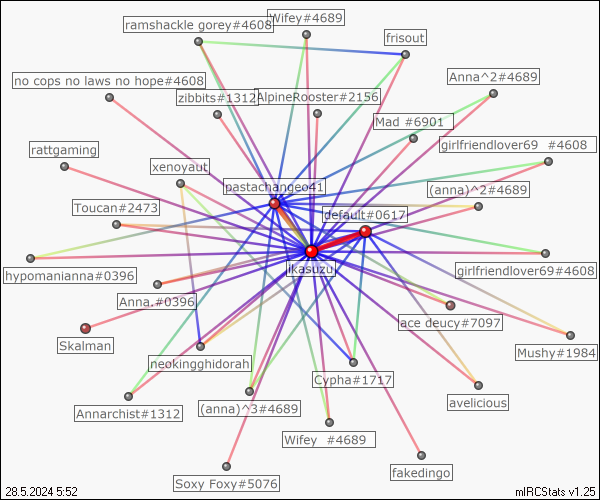 ramshackle gorey#4608
Wifey#4689
frisout
Anna^2#4689
no cops no laws no hope#4608
zibbits#1312
AlpineRooster#2156
Mad #6901
girlfriendlover69 #4608
rattgaming
xenoyaut
pastachangeo41
(anna)^2#4689
Toucan#2473
default#0617
hypomanianna#0396
ikasuzu
girlfriendlover69#4608
Anna.#0396
ace deucy#7097
Skalman
neokingghidorah
Mushy#1984
Cypha#1717
Annarchist#1312
(anna)^3#4689
avelicious
Wifey #4689
Soxy Foxy#5076
fakedingo
28.5.2024 5:52
mIRCStats v1.25